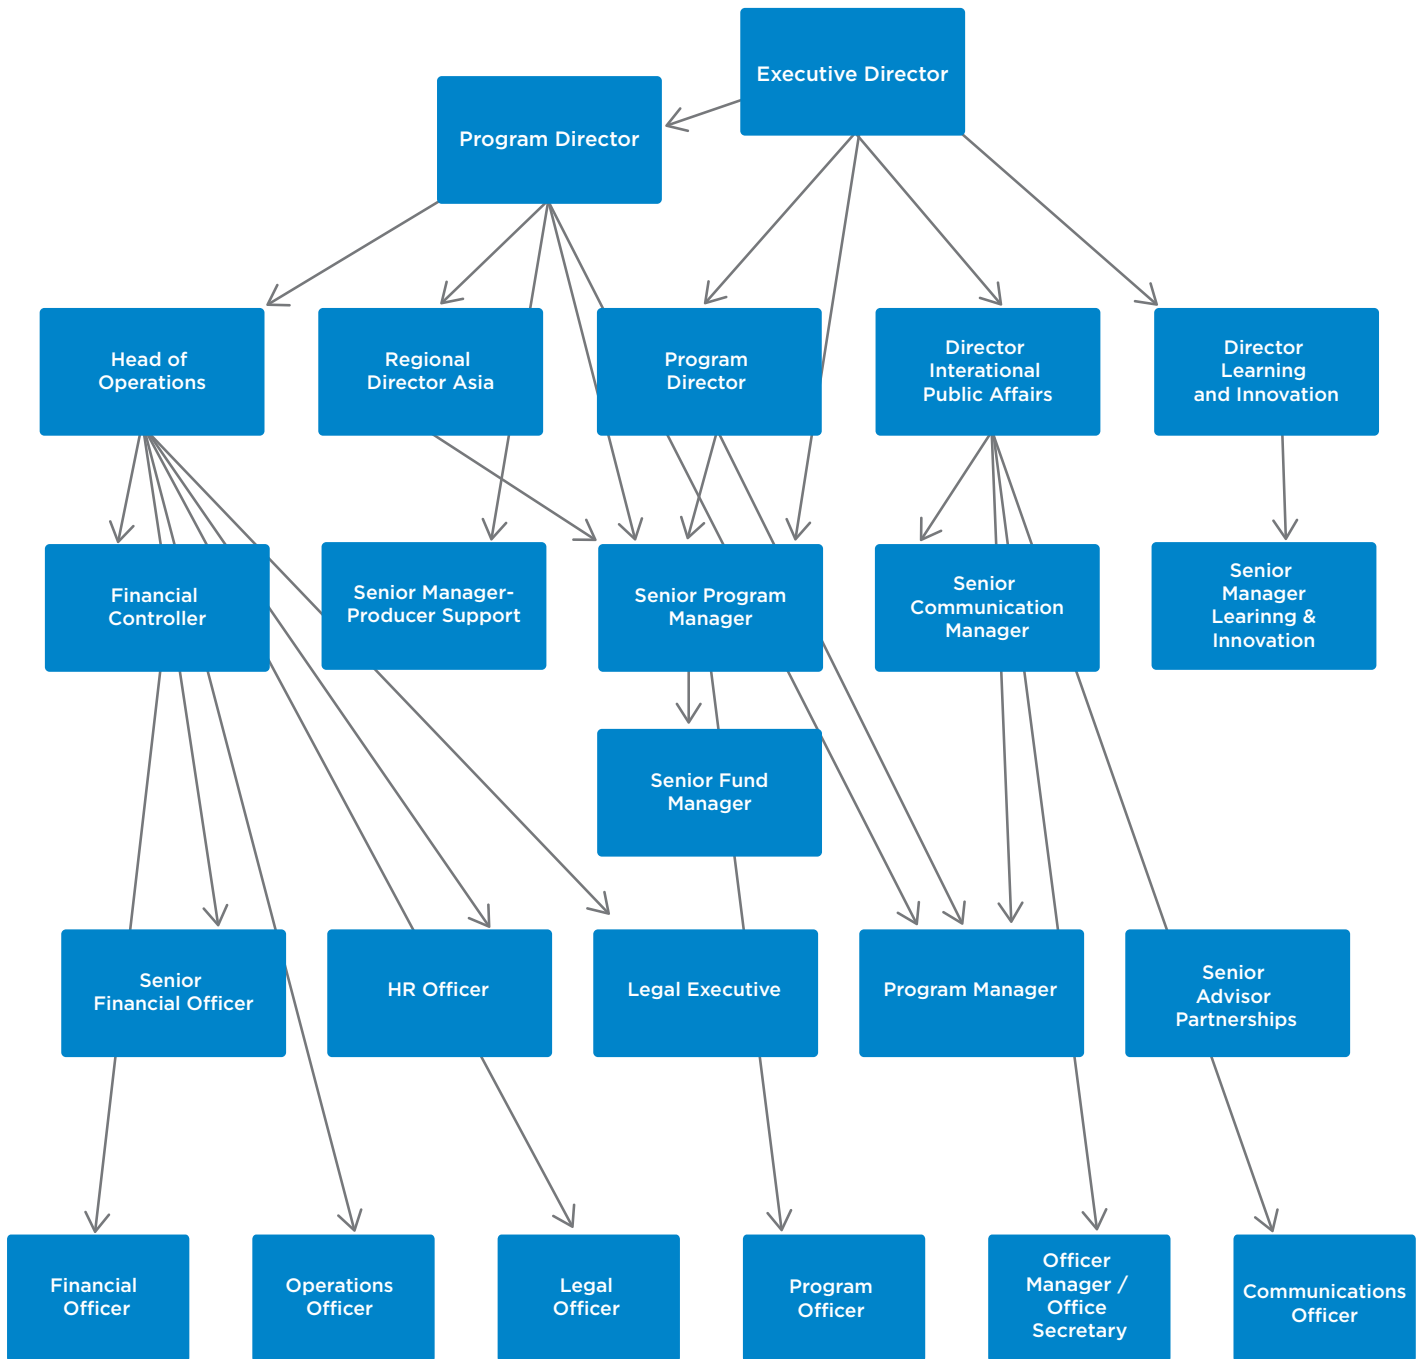 Executive Director
Program Director
Head of
Operations
Regional
Director Asia
Program
Director
Director
Interational
Public Affairs
Director
Learning
and Innovation
Financial
Controller
Senior Manager-
Producer Support
Senior Program
Manager
Senior
Communication
Manager
Senior
Manager
Learinng &
Innovation
Senior Fund
Manager
Senior
Financial Officer
HR Officer
Legal Executive
Program Manager
Senior
Advisor
Partnerships
Financial
Officer
Operations
Officer
Legal
Officer
Program
Officer
Officer
Manager /
Office
Secretary
Communications
Officer